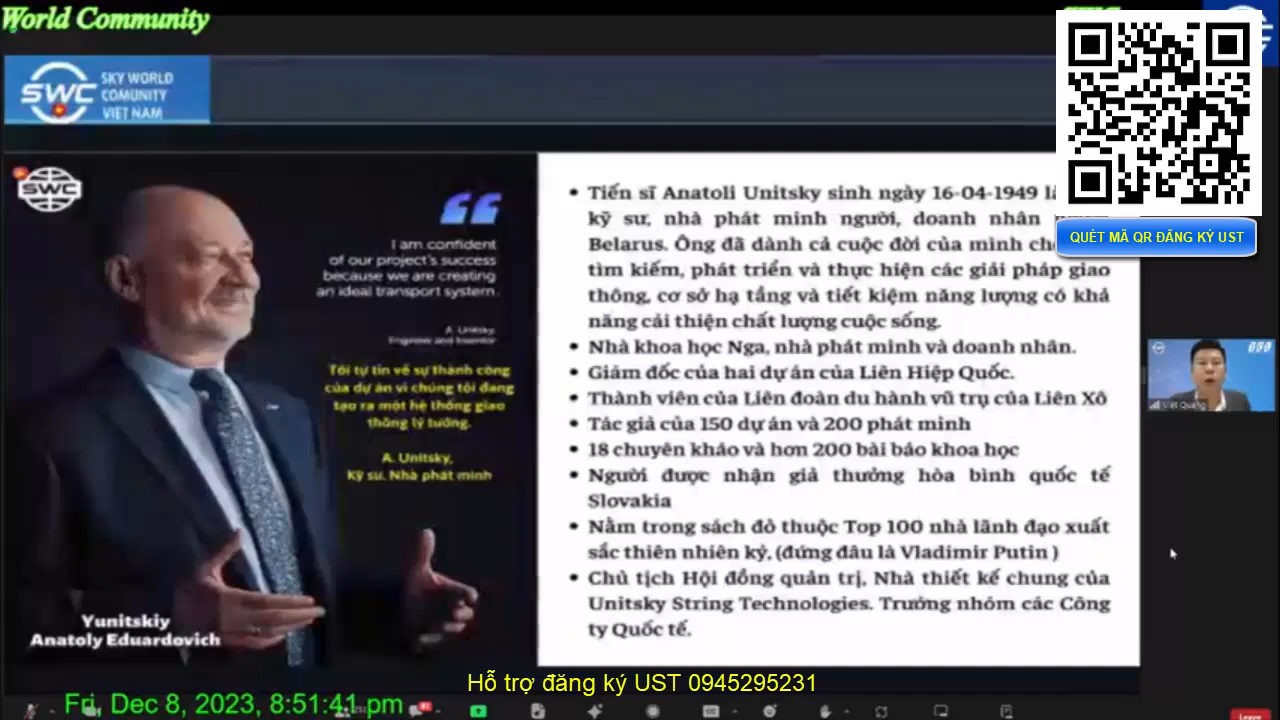 World Community
SWC
SKY WORLD
COMUNITY
VIET NAM
SWC
I am confident
of our project's success
because we are creating
an ideal transport system.
A. Unitsky,
Engineer and Inventor
Tôi tự tin về sự thành công
của dự án vì chúng tôi đang
tạo ra một hệ thống giao
thông lý tưởng.
A. Unitsky,
Kỹ sư. Nhà phát minh
Yunitskiy
Anatoly Eduardovich
• Tiến sĩ Anatoli Unitsky sinh ngày 16-04-1949
kỹ sư, nhà phát minh người, doanh nhân
Belarus. Ông đã dành cả cuộc đời của mình
tìm kiếm, phát triển và thực hiện các giải pháp giao
thông, cơ sở hạ tầng và tiết kiệm năng lượng có khả
năng cải thiện chất lượng cuộc sống.
• Nhà khoa học Nga, nhà phát minh và doanh nhân.
• Giám đốc của hai dự án của Liên Hiệp Quốc.
• Thành viên của Liên đoàn du hành vũ trụ của Liên Xô
• Tác giả của 150 dự án và 200 phát minh
• 18 chuyên khảo và hơn 200 bài báo khoa học
• Người được nhận giả thưởng hòa bình quốc tế
Slovakia
• Nằm trong sách đỏ thuộc Top 100 nhà lãnh đạo xuất
sắc thiên nhiên kỷ, (đứng đâu là Vladimir Putin )
• Chủ tịch Hội đồng quản trị, Nhà thiết kế chung của
Unitsky String Technologies. Trưởng nhóm các Công
ty Quốc tế.
QUÉT MÃ QR ĐĂNG KÝ UST
Viet Quang
Hỗ trợ đăng ký UST 0945295231
Fri, Dec 8, 2023, 8:51:41 pm
Leave